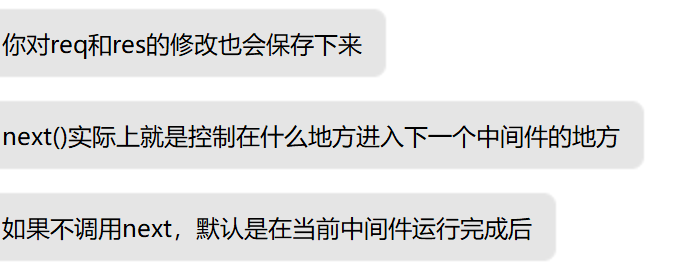 你对req和res的修改也会保存下来
next()实际上就是控制在什么地方进入下一个中间件的地方
如果不调用next，默认是在当前中间件运行完成后